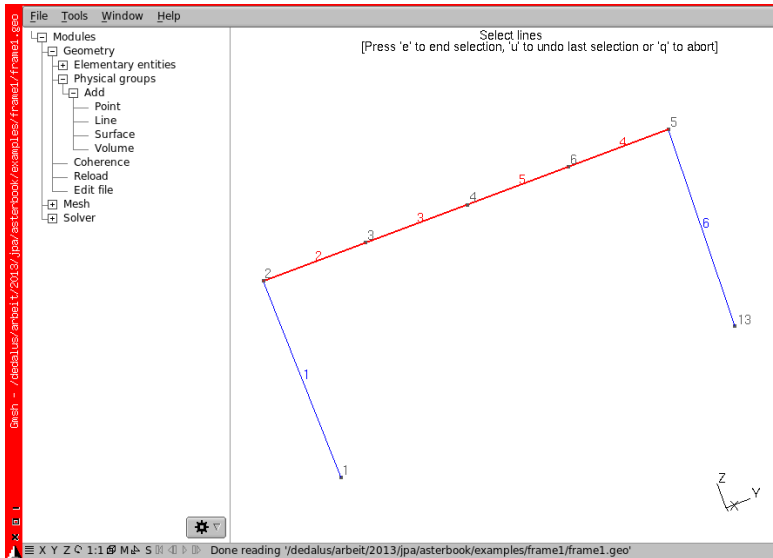 File Tools Window Help
Gmsh - /dedalus/arbeit/2013/jpa/asterbook/examples/frame1/frame1.geo
Modules
Geometry
Elementary entities
Physical groups
Add
Point
Line
Surface
Volume
Coherence
Reload
Edit file
Mesh
Solver
Select lines
[Press 'e' to end selection, 'u' to undo last selection or 'q' to abort]
5
4
6
5
4
3
3
2
2
6
13
1
1
Z
Y
X
X Y Z 1:1 M S Done reading '/dedalus/arbeit/2013/jpa/asterbook/examples/frame1/frame1.geo'